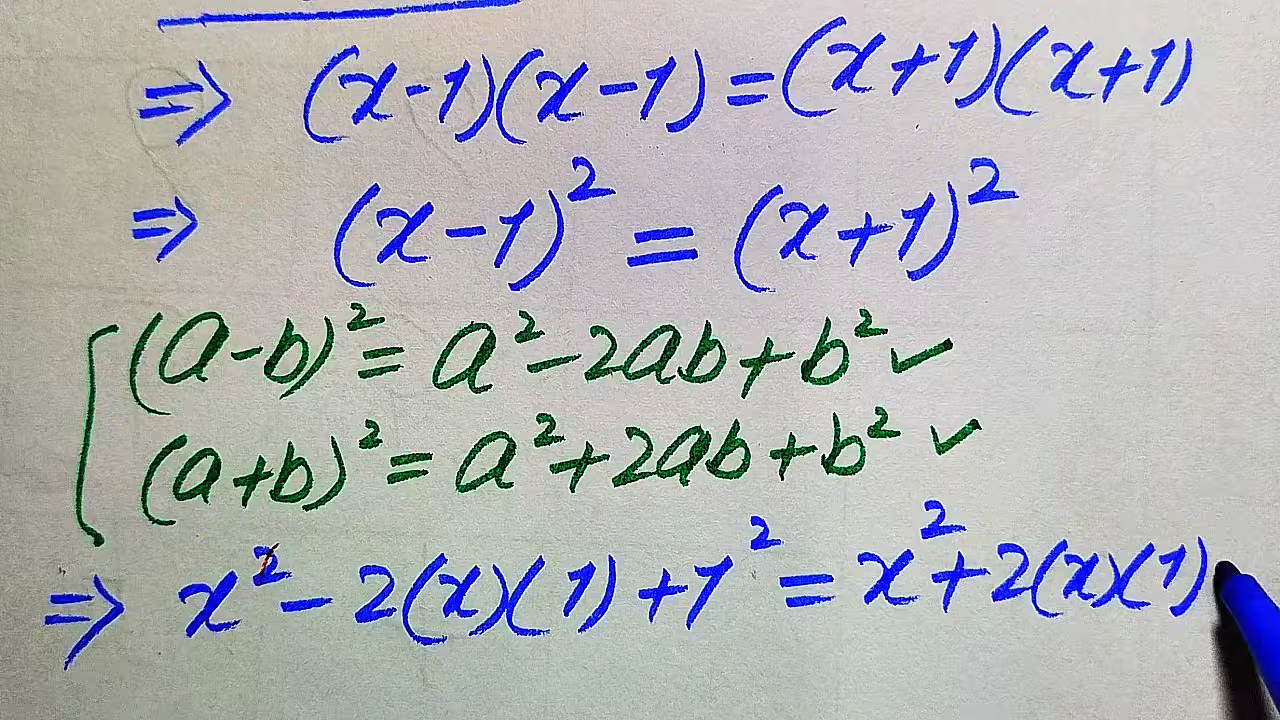 ⇒ (x-1)(x-1) = (x+1)(x+1)
⇒ (x-1)² = (x+1)²
(a-b)² = a²-2ab+b² ✓
(a+b)² = a²+2ab+b² ✓
⇒ x² - 2(x)(1)+1² = x²+2(x)(1)